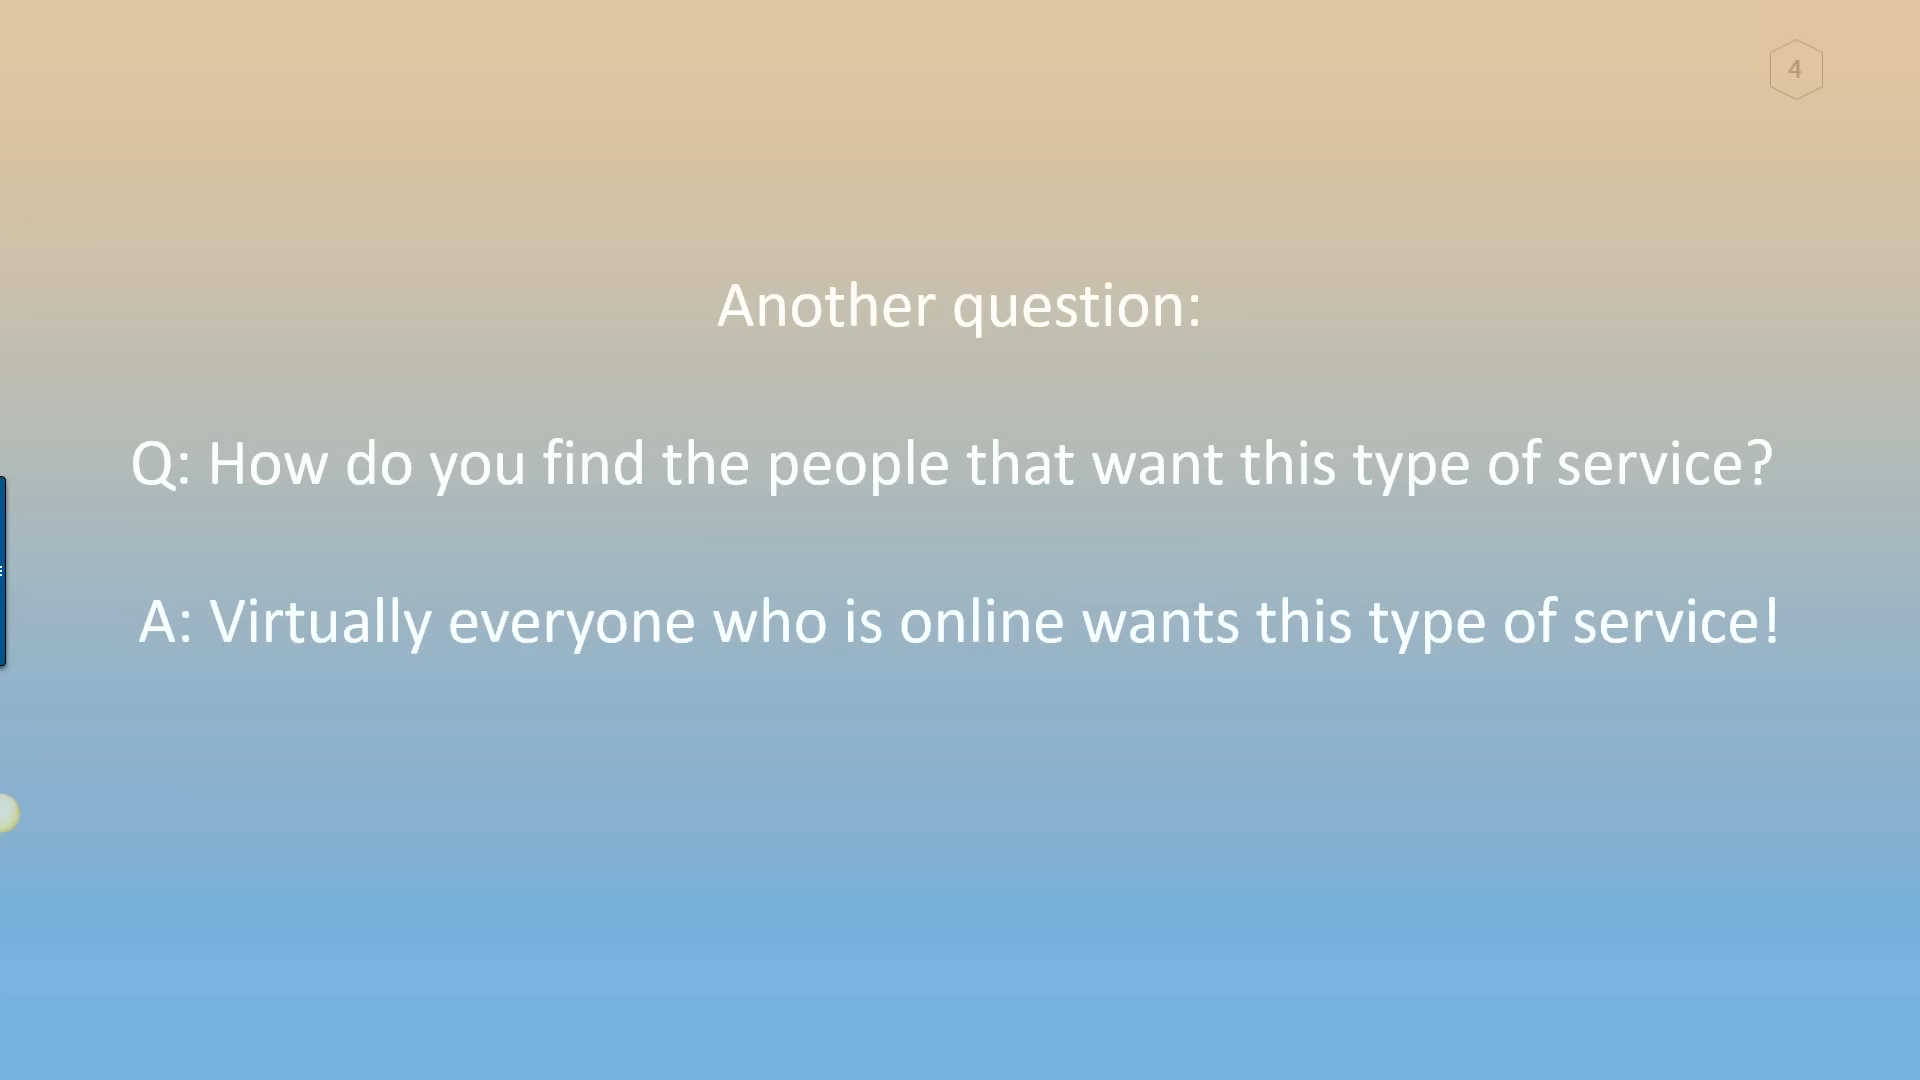 4
Another question:
Q: How do you find the people that want this type of service?
A: Virtually everyone who is online wants this type of service!